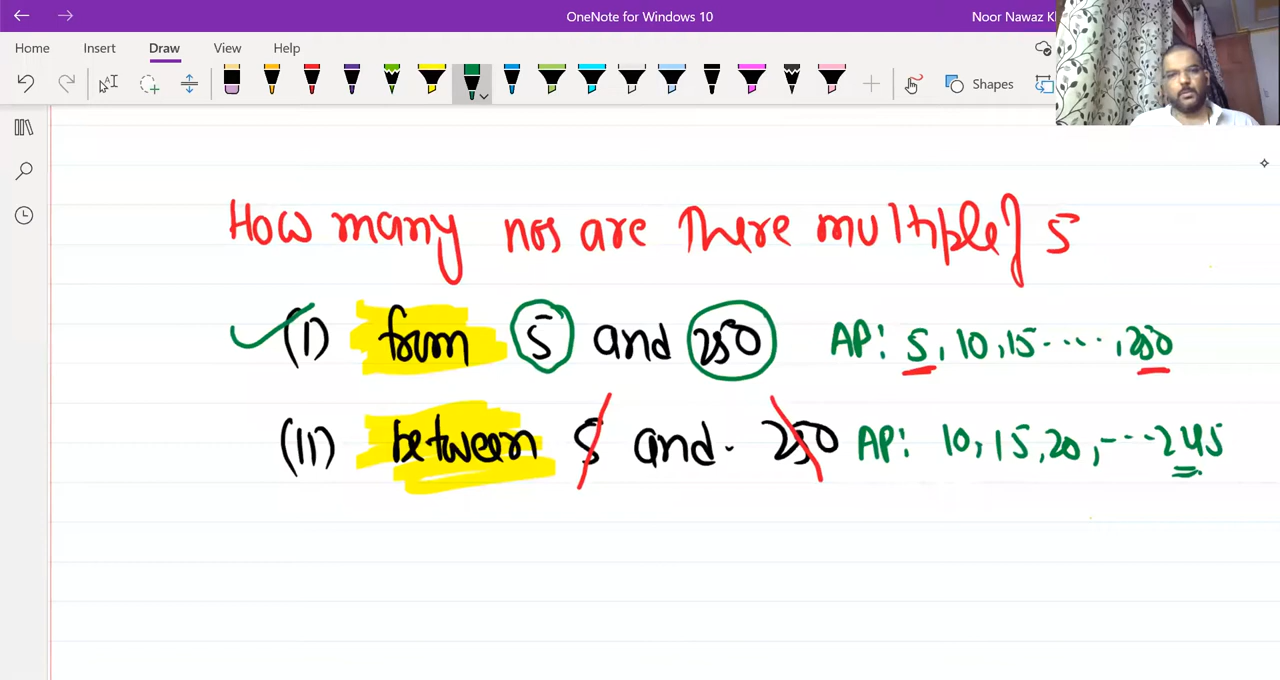 OneNote for Windows 10
Noor Nawaz Kh
Home Insert Draw View Help
Shapes
How many nos are There multiple of 5
(I) from 5 and 250 AP: 5, 10, 15 ...., 250
(II) between 5 and. 250 AP: 10, 15, 20, ---- 245